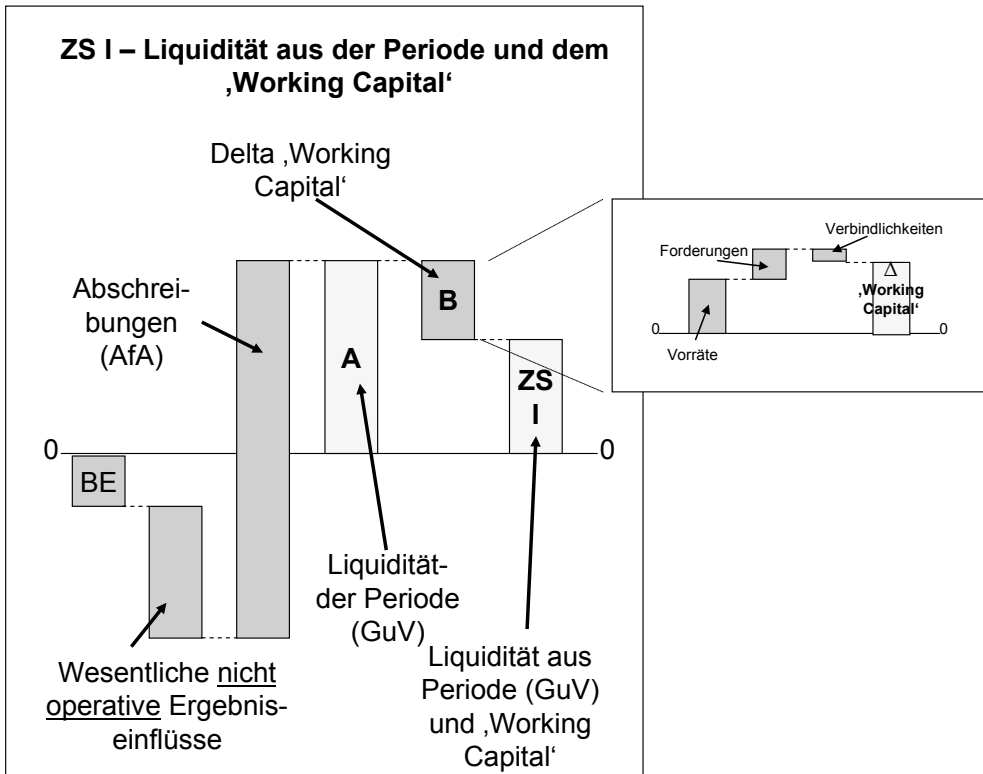 ZS I – Liquidität aus der Periode und dem
‚Working Capital‘
Delta ‚Working
Capital‘
Abschrei-
bungen
(AfA)
B
A
ZS
I
0
0
BE
Liquidität-
der Periode
(GuV)
Wesentliche nicht
operative Ergebnis-
einflüsse
Liquidität aus
Periode (GuV)
und ‚Working
Capital‘
Verbindlichkeiten
Forderungen
Δ
‚Working
Capital‘
0
0
Vorräte